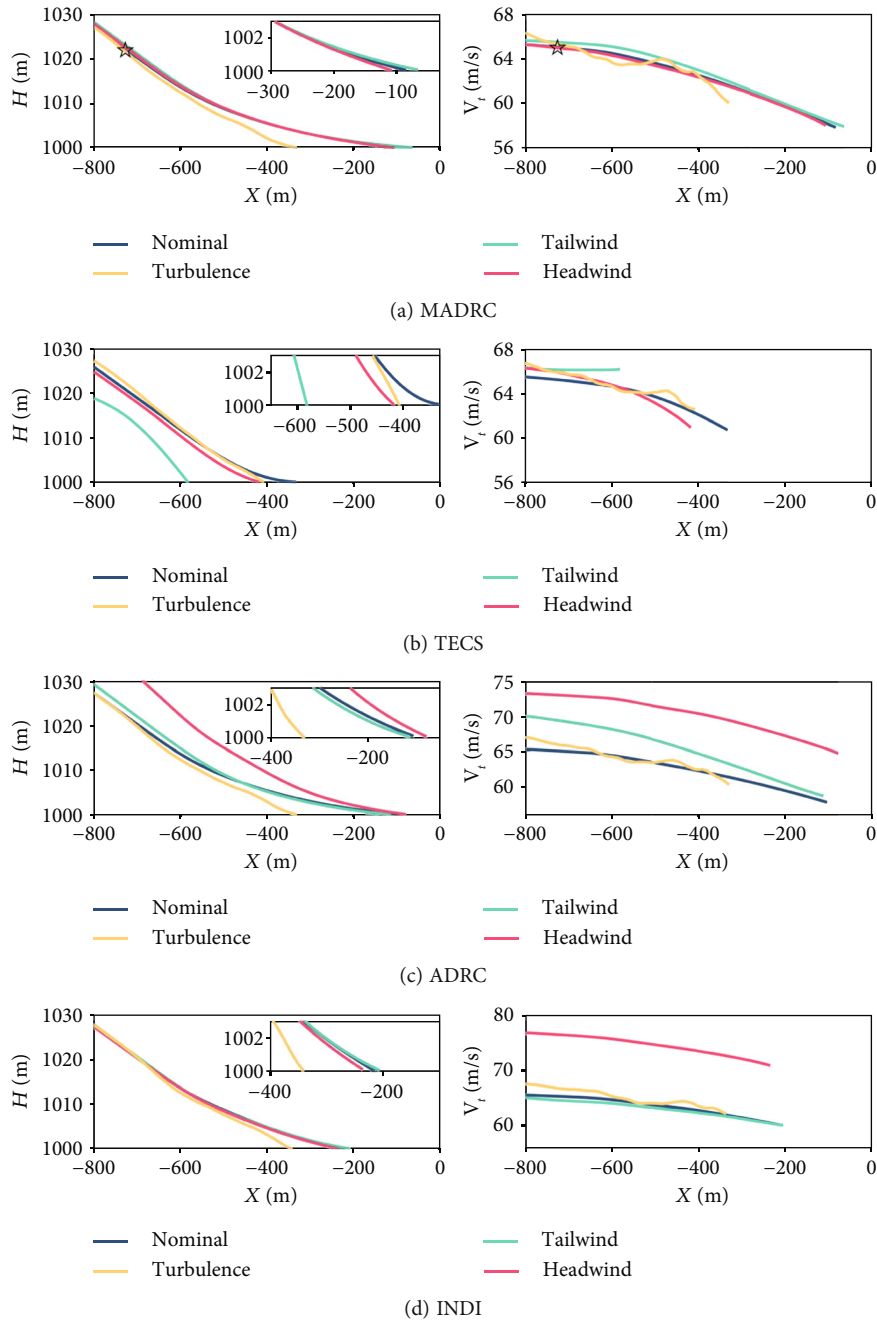 H (m)
1030
1020
1010
1000
−800
−600
−400
−200
0
X (m)
1002
1000
−300
−200
−100
V_t (m/s)
68
64
60
56
−800
−600
−400
−200
0
X (m)
Nominal
Tailwind
Turbulence
Headwind
(a) MADRC
H (m)
1030
1020
1010
1000
−800
−600
−400
−200
0
X (m)
1002
1000
−600
−500
−400
V_t (m/s)
68
64
60
56
−800
−600
−400
−200
0
X (m)
Nominal
Tailwind
Turbulence
Headwind
(b) TECS
H (m)
1030
1020
1010
1000
−800
−600
−400
−200
0
X (m)
1002
1000
−400
−200
V_t (m/s)
75
70
65
60
−800
−600
−400
−200
0
X (m)
Nominal
Tailwind
Turbulence
Headwind
(c) ADRC
H (m)
1030
1020
1010
1000
−800
−600
−400
−200
0
X (m)
1002
1000
−400
−200
V_t (m/s)
80
70
60
−800
−600
−400
−200
0
X (m)
Nominal
Tailwind
Turbulence
Headwind
(d) INDI